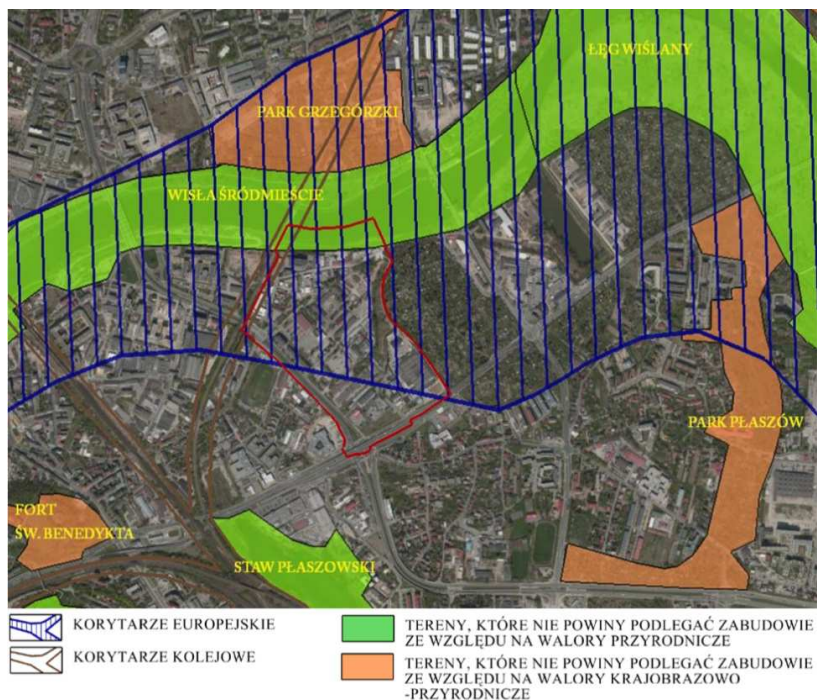 ŁĘG WIŚLANY
PARK GRZEGÓRZKI
WISŁA ŚRÓDMIEŚCIE
PARK PŁASZÓW
FORT
ŚW. BENEDYKTA
STAW PŁASZOWSKI
KORYTARZE EUROPEJSKIE
KORYTARZE KOLEJOWE
TERENY, KTÓRE NIE POWINY PODLEGAĆ ZABUDOWIE
ZE WZGLĘDU NA WALORY PRZYRODNICZE
TERENY, KTÓRE NIE POWINY PODLEGAĆ ZABUDOWIE
ZE WZGLĘDU NA WALORY KRAJOBRAZOWO
-PRZYRODNICZE